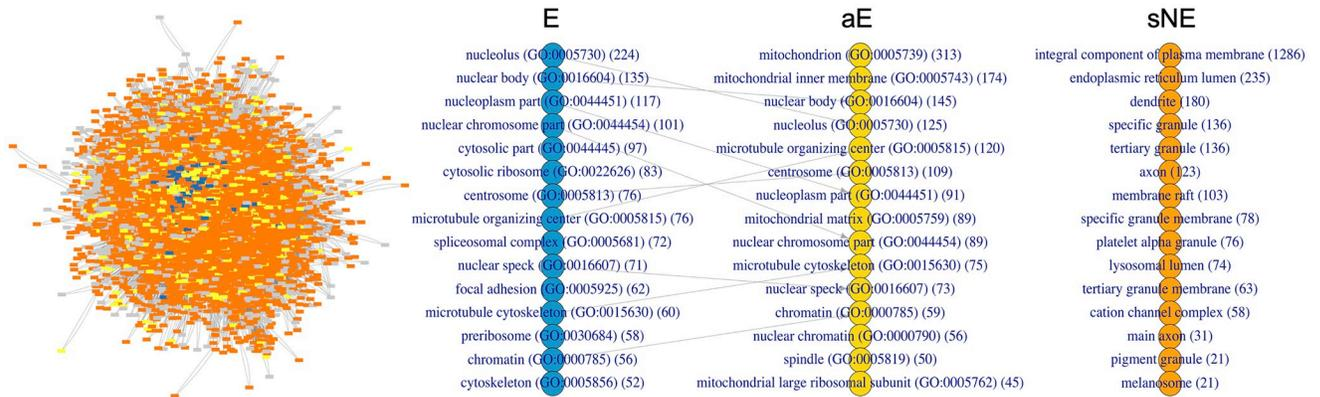 E
nucleolus (GO:0005730) (224)
nuclear body (GO:0016604) (135)
nucleoplasm part (GO:0044451) (117)
nuclear chromosome part (GO:0044454) (101)
cytosolic part (GO:0044445) (97)
cytosolic ribosome (GO:0022626) (83)
centrosome (GO:0005813) (76)
microtubule organizing center (GO:0005815) (76)
spliceosomal complex (GO:0005681) (72)
nuclear speck (GO:0016607) (71)
focal adhesion (GO:0005925) (62)
microtubule cytoskeleton (GO:0015630) (60)
preribosome (GO:0030684) (58)
chromatin (GO:0000785) (56)
cytoskeleton (GO:0005856) (52)
aE
mitochondrion (GO:0005739) (313)
mitochondrial inner membrane (GO:0005743) (174)
nuclear body (GO:0016604) (145)
nucleolus (GO:0005730) (125)
microtubule organizing center (GO:0005815) (120)
centrosome (GO:0005813) (109)
nucleoplasm part (GO:0044451) (91)
mitochondrial matrix (GO:0005759) (89)
nuclear chromosome part (GO:0044454) (89)
microtubule cytoskeleton (GO:0015630) (75)
nuclear speck (GO:0016607) (73)
chromatin (GO:0000785) (59)
nuclear chromatin (GO:0000790) (56)
spindle (GO:0005819) (50)
mitochondrial large ribosomal subunit (GO:0005762) (45)
sNE
integral component of plasma membrane (1286)
endoplasmic reticulum lumen (235)
dendrite (180)
specific granule (136)
tertiary granule (136)
axon (123)
membrane raft (103)
specific granule membrane (78)
platelet alpha granule (76)
lysosomal lumen (74)
tertiary granule membrane (63)
cation channel complex (58)
main axon (31)
pigment granule (21)
melanosome (21)